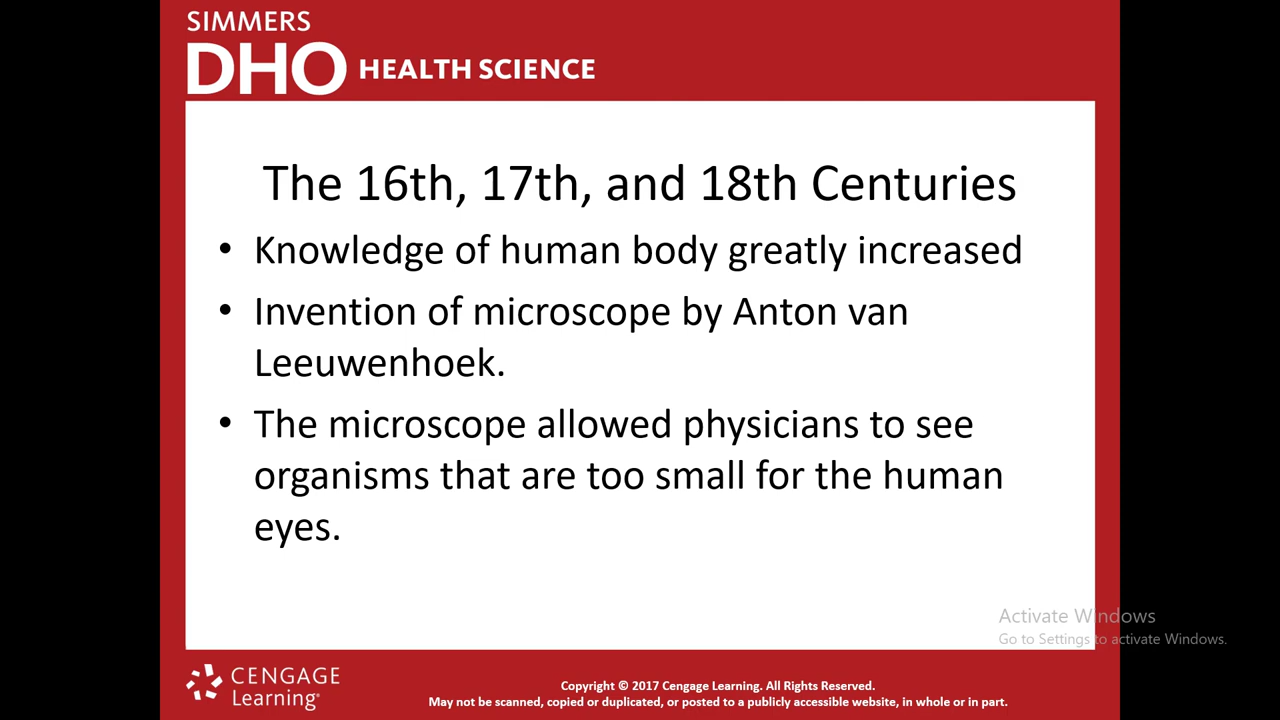 SIMMERS
DHO HEALTH SCIENCE
The 16th, 17th, and 18th Centuries
• Knowledge of human body greatly increased
• Invention of microscope by Anton van
Leeuwenhoek.
• The microscope allowed physicians to see
organisms that are too small for the human
eyes.
Activate Windows
Go to Settings to activate Windows.
CENGAGE
Learning®
Copyright © 2017 Cengage Learning. All Rights Reserved.
May not be scanned, copied or duplicated, or posted to a publicly accessible website, in whole or in part.